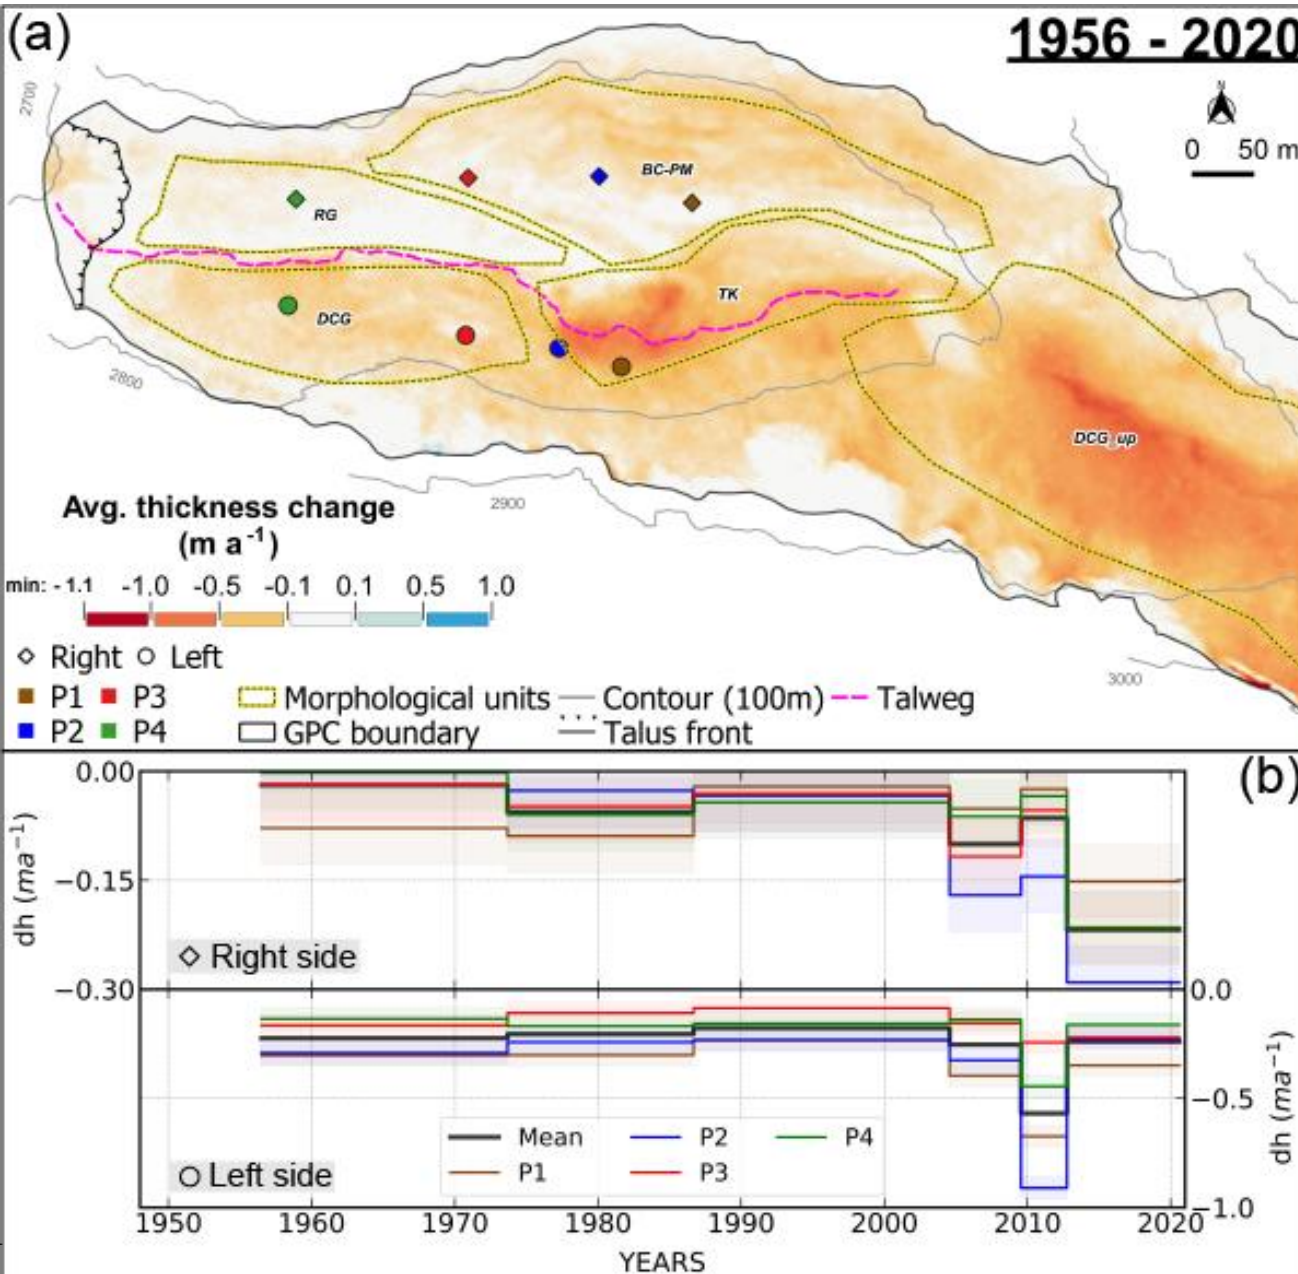 (a)
1956 - 2020
N
0 50 m
2700
BC-PM
RG
TK
DCG
2800
DCG_up
2900
Avg. thickness change
(m a⁻¹)
min: - 1.1 -1.0 -0.5 -0.1 0.1 0.5 1.0
Right Left
P1 P3 Morphological units Contour (100m) Talweg
P2 P4 GPC boundary Talus front
3000
(b)
0.00
−0.15
−0.30
dh (ma⁻¹)
Right side
0.0
−0.5
−1.0
dh (ma⁻¹)
Mean P2 P4
P1 P3
Left side
1950 1960 1970 1980 1990 2000 2010 2020
YEARS